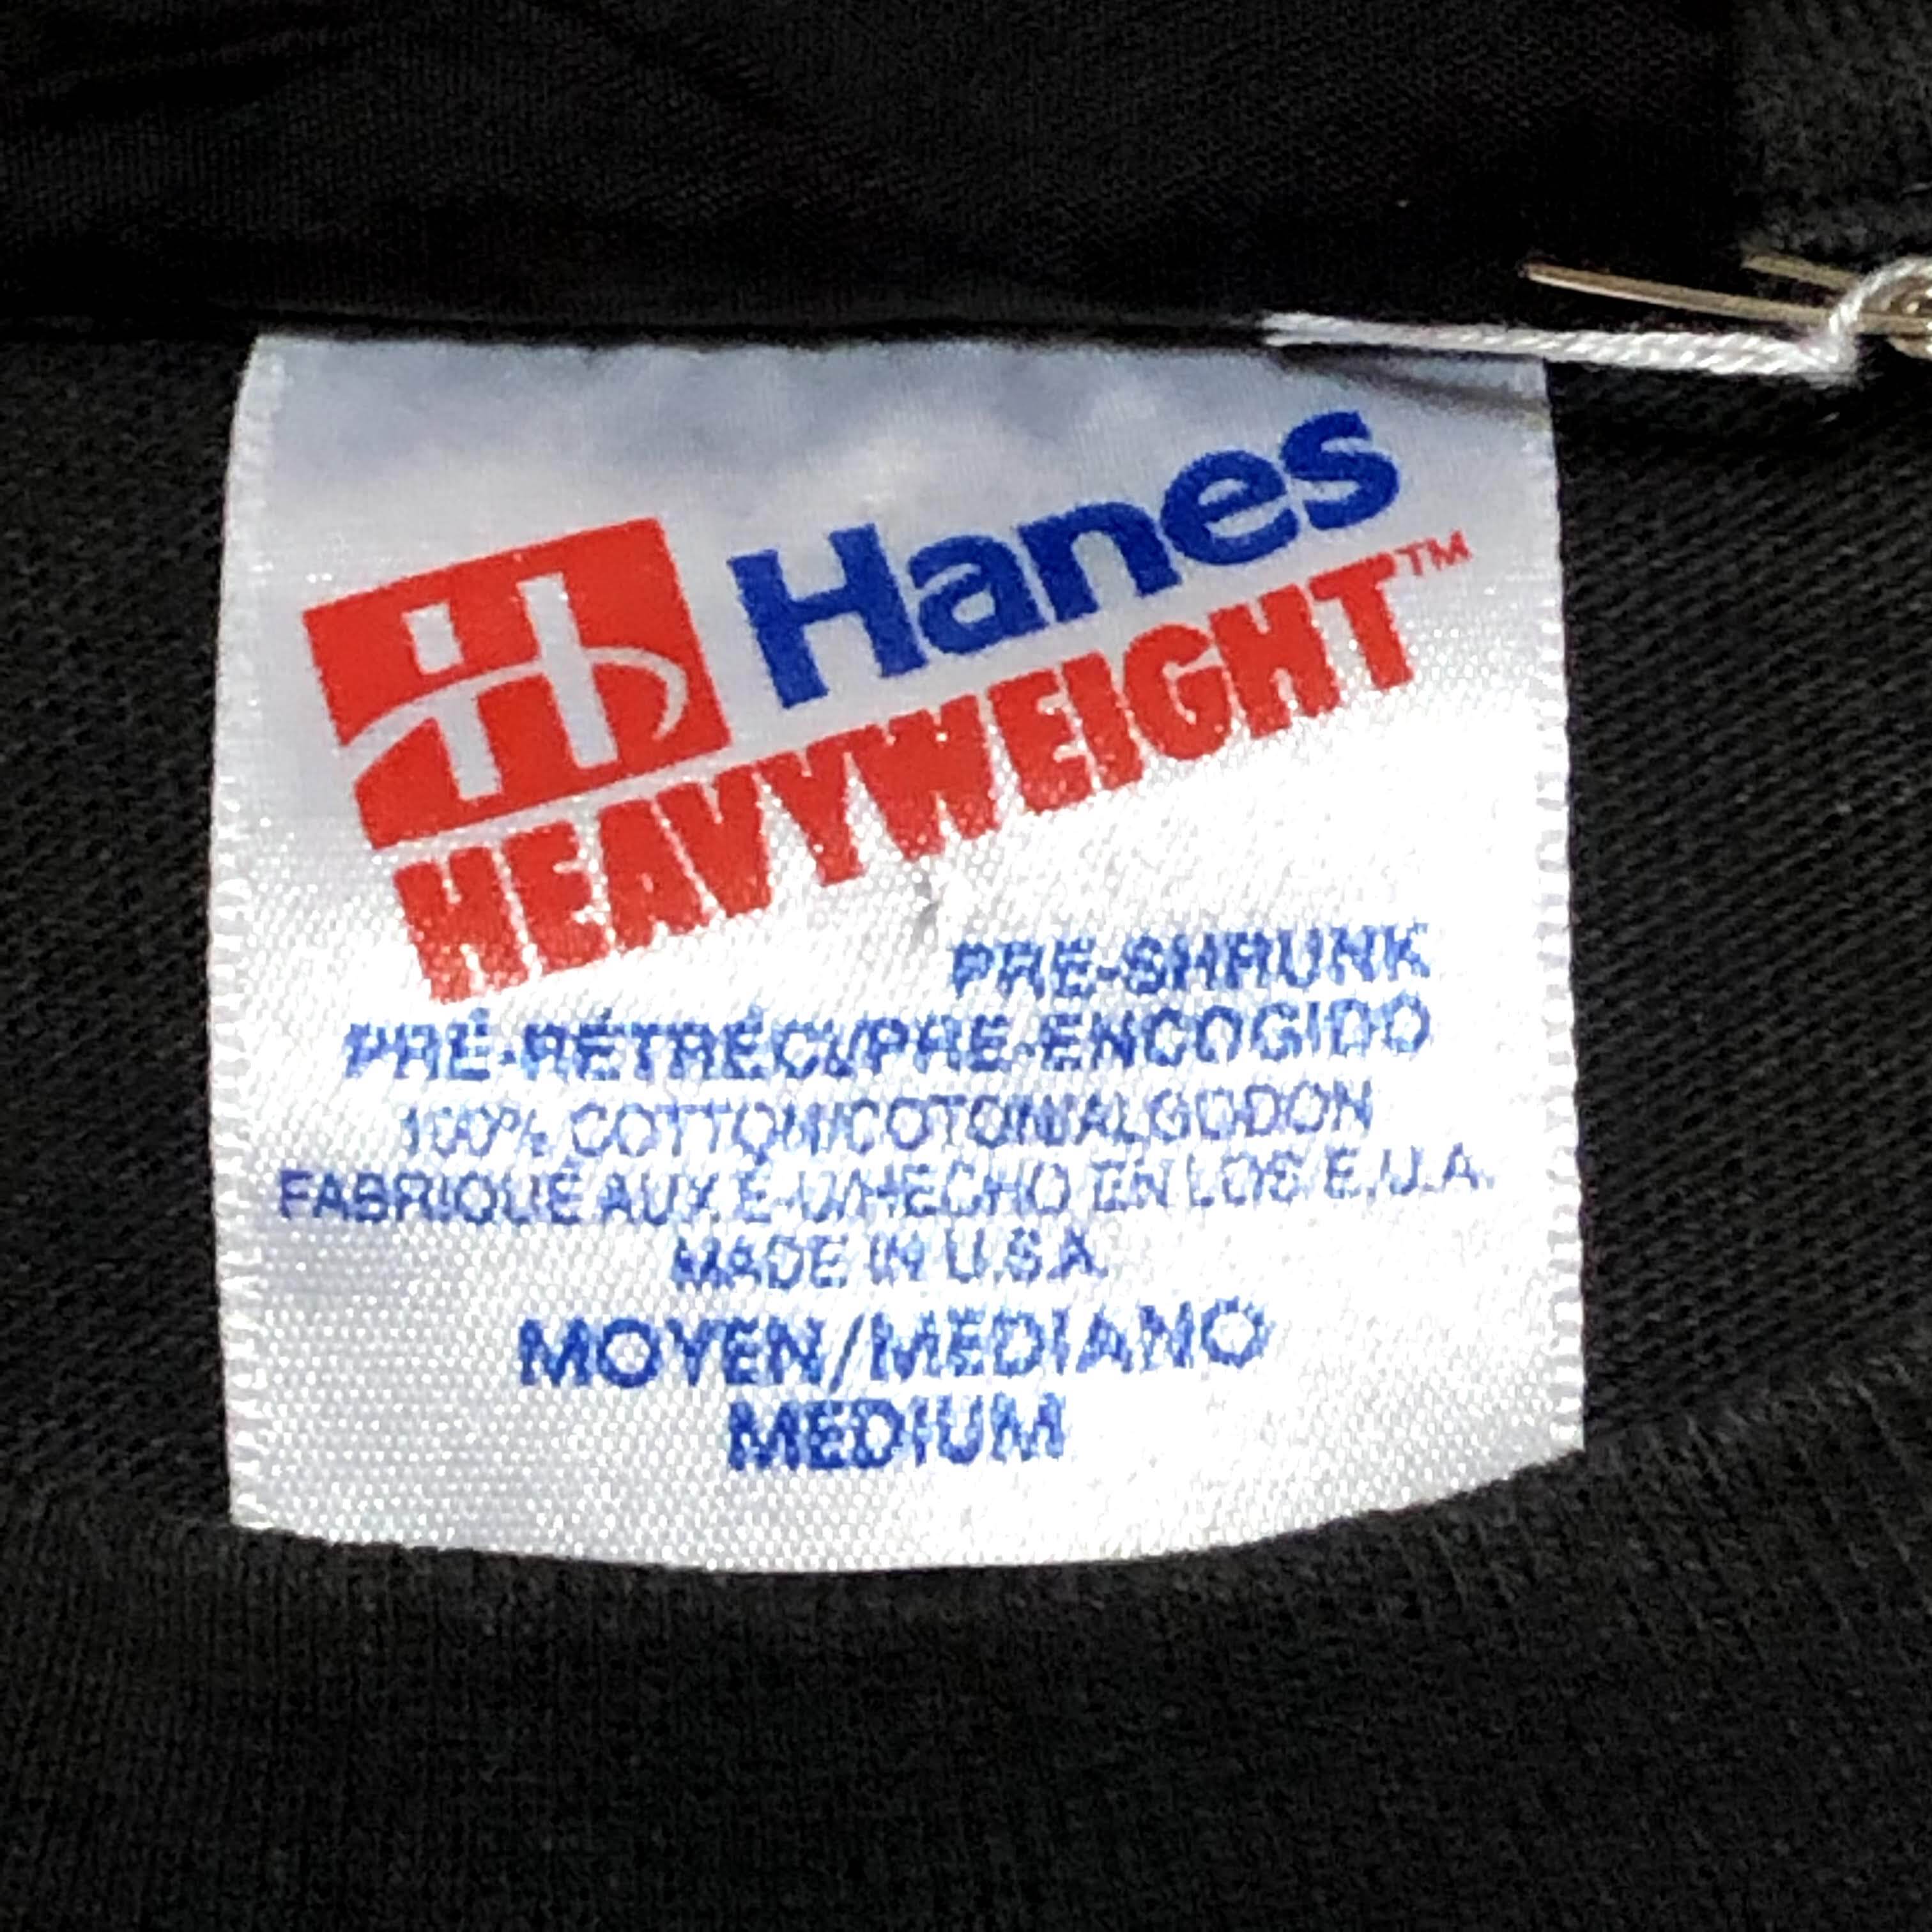 Hanes
HEAVYWEIGHT™
PRE-SHRUNK
PRÉ-RÉTRÉCI/PRE-ENCOGIDO
100% COTTON/COTON/ALGODON
FABRIQUÉ AUX É-U/HECHO EN LOS E.U.A.
MADE IN U.S.A.
MOYEN/MEDIANO
MEDIUM